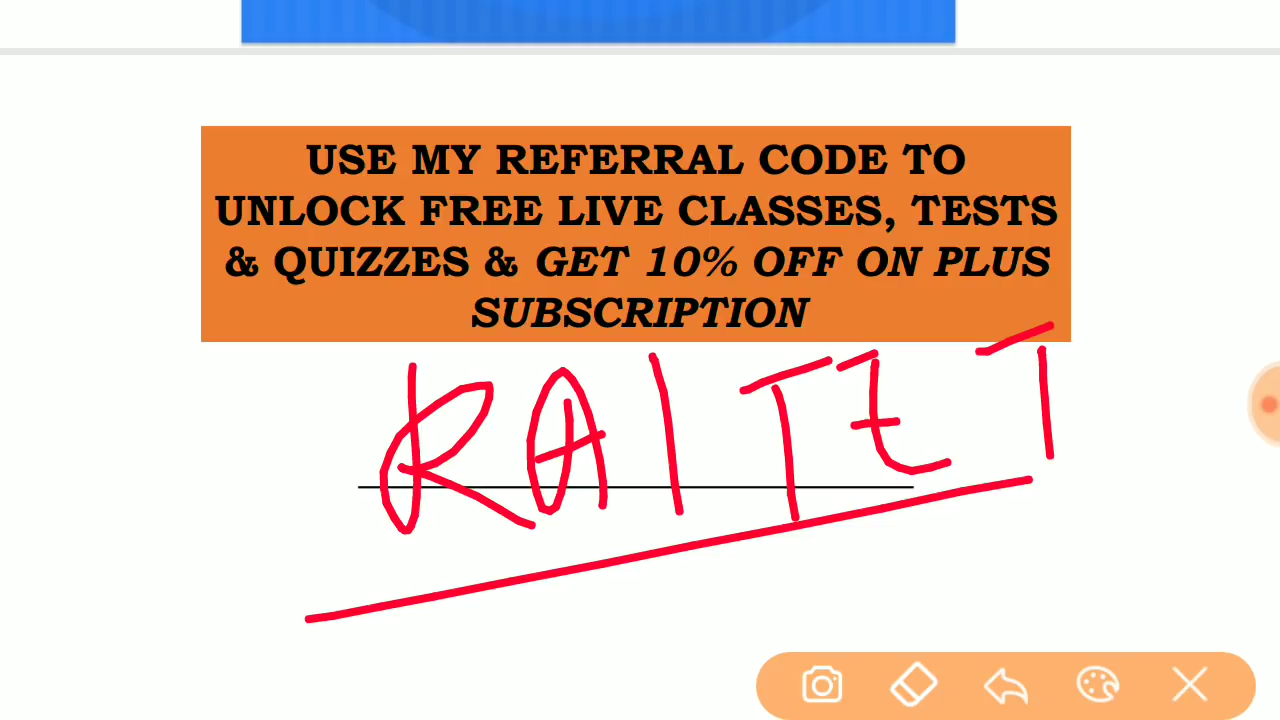 USE MY REFERRAL CODE TO
UNLOCK FREE LIVE CLASSES, TESTS
& QUIZZES & GET 10% OFF ON PLUS
SUBSCRIPTION
RAITET